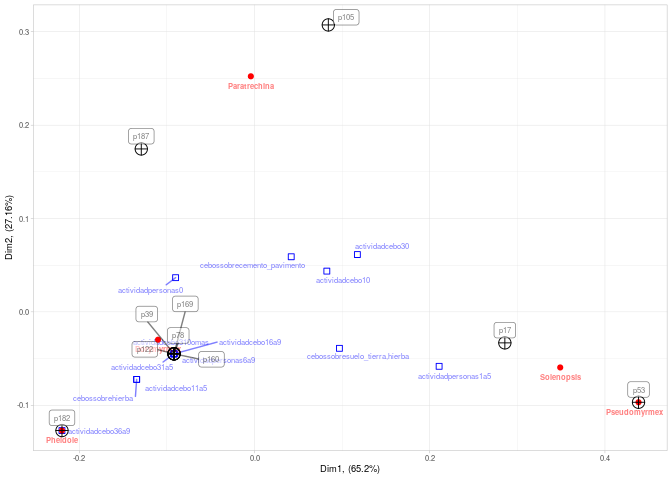 0.3
0.2
0.1
0.0
-0.1
-0.2
0.0
0.2
0.4
Dim1, (65.2%)
Dim2, (27.16%)
p105
Paratrechina
p187
actividadcebo30
cebossobrecemento_pavimento
actividadcebo10
actividadpersonas0
p169
p39
p78
p17
actividadcebo16a9
p122
p160
actividadpersonas6a9
cebossobresuelo_tierra,hierba
actividadcebo31a5
actividadpersonas1a5
Solenopsis
actividadcebo11a5
cebossobrehierba
p53
Pseudomyrmex
p182
actividadcebo36a9
Pheidole